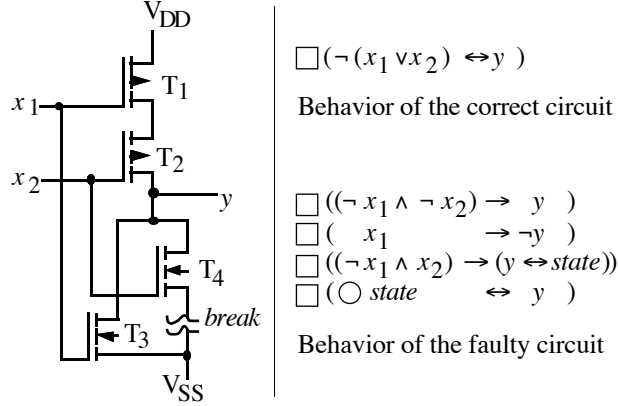 V_DD
T_1
x_1
T_2
x_2
y
T_4
break
T_3
V_SS
□(¬(x_1 ∨ x_2) ↔ y)
Behavior of the correct circuit
□((¬x_1 ∧ ¬x_2) → y)
□(x_1 → ¬y)
□((¬x_1 ∧ x_2) → (y ↔ state))
□(○ state ↔ y)
Behavior of the faulty circuit